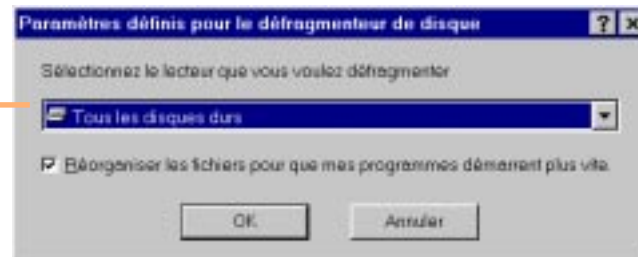 Paramètres définis pour le défragmenteur de disque
Sélectionnez le lecteur que vous voulez défragmenter
Tous les disques durs
Réorganiser les fichiers pour que mes programmes démarrent plus vite.
OK
Annuler